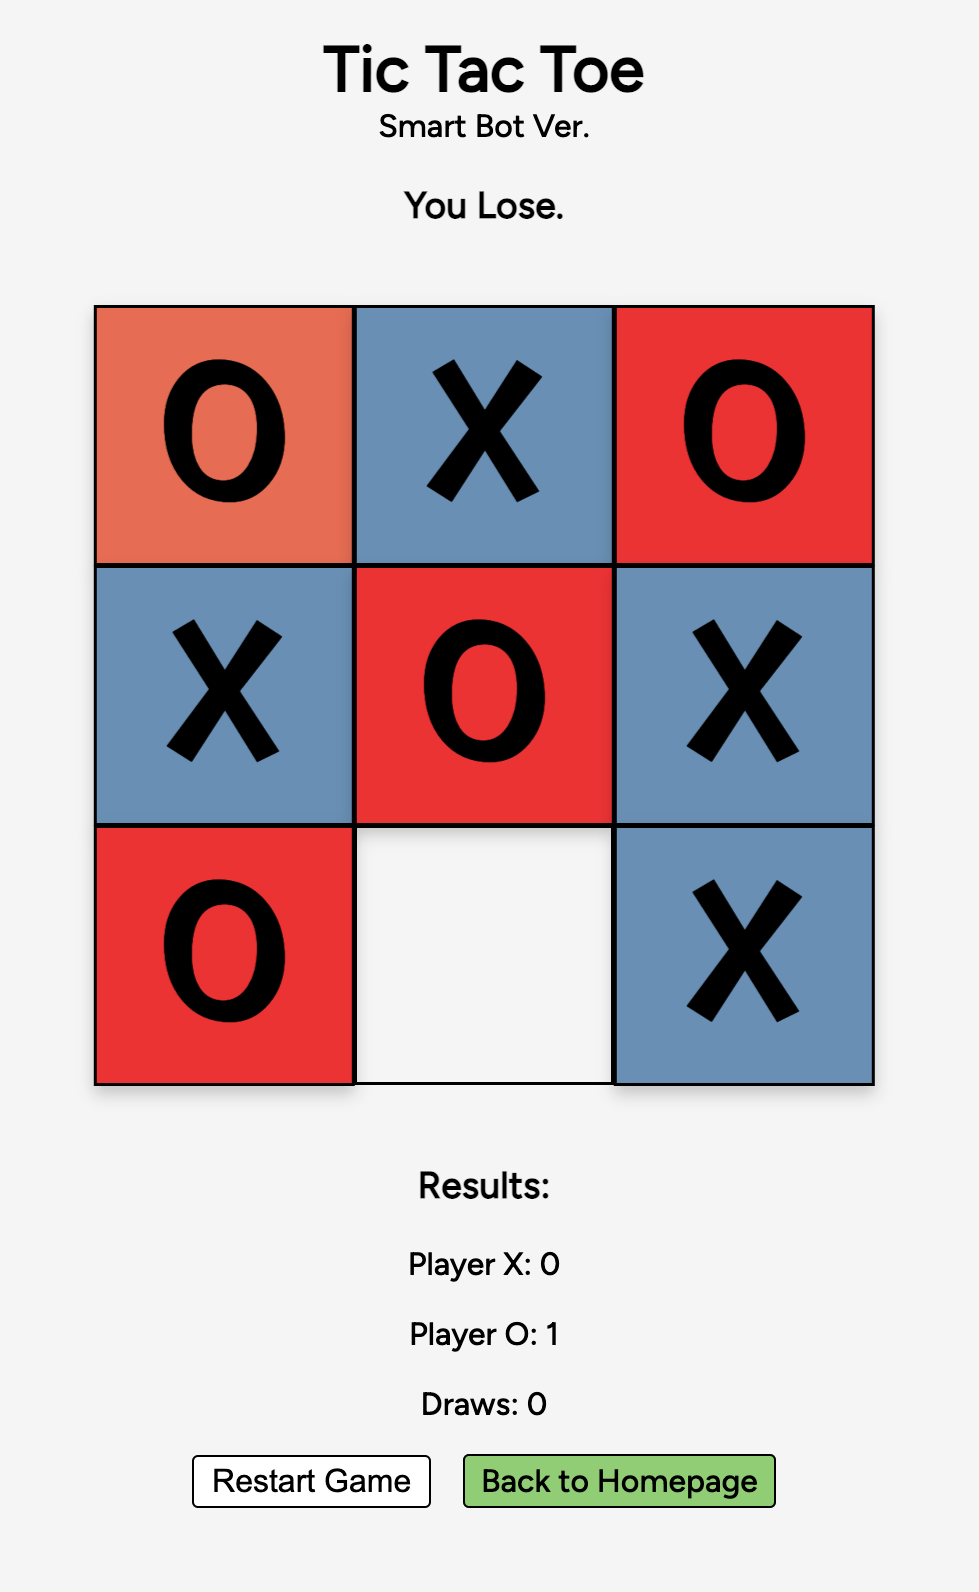 Tic Tac Toe
Smart Bot Ver.
You Lose.
O X O
X O X
O X
Results:
Player X: 0
Player O: 1
Draws: 0
Restart Game Back to Homepage